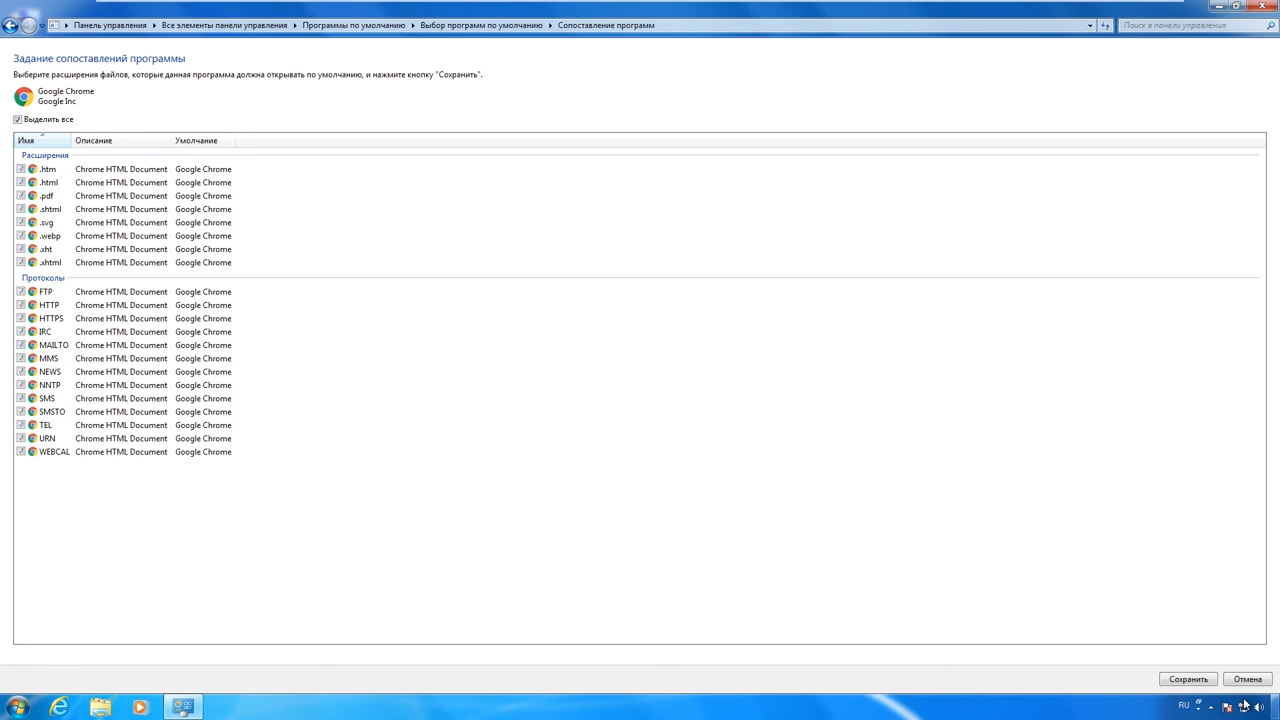 Панель управления Все элементы панели управления Программы по умолчанию Выбор программ по умолчанию Сопоставление программ Поиск в панели управления
Задание сопоставлений программы
Выберите расширения файлов, которые данная программа должна открывать по умолчанию, и нажмите кнопку "Сохранить".
Google Chrome
Google Inc
Выделить все
Имя Описание Умолчание
Расширения
.htm Chrome HTML Document Google Chrome
.html Chrome HTML Document Google Chrome
.pdf Chrome HTML Document Google Chrome
.shtml Chrome HTML Document Google Chrome
.svg Chrome HTML Document Google Chrome
.webp Chrome HTML Document Google Chrome
.xht Chrome HTML Document Google Chrome
.xhtml Chrome HTML Document Google Chrome
Протоколы
FTP Chrome HTML Document Google Chrome
HTTP Chrome HTML Document Google Chrome
HTTPS Chrome HTML Document Google Chrome
IRC Chrome HTML Document Google Chrome
MAILTO Chrome HTML Document Google Chrome
MMS Chrome HTML Document Google Chrome
NEWS Chrome HTML Document Google Chrome
NNTP Chrome HTML Document Google Chrome
SMS Chrome HTML Document Google Chrome
SMSTO Chrome HTML Document Google Chrome
TEL Chrome HTML Document Google Chrome
URN Chrome HTML Document Google Chrome
WEBCAL Chrome HTML Document Google Chrome
Сохранить Отмена
RU